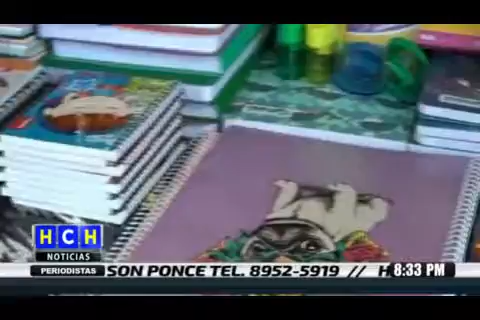 HCH
NOTICIAS
PERIODISTAS
SON PONCE TEL. 8952-5919 // H
8:33 PM